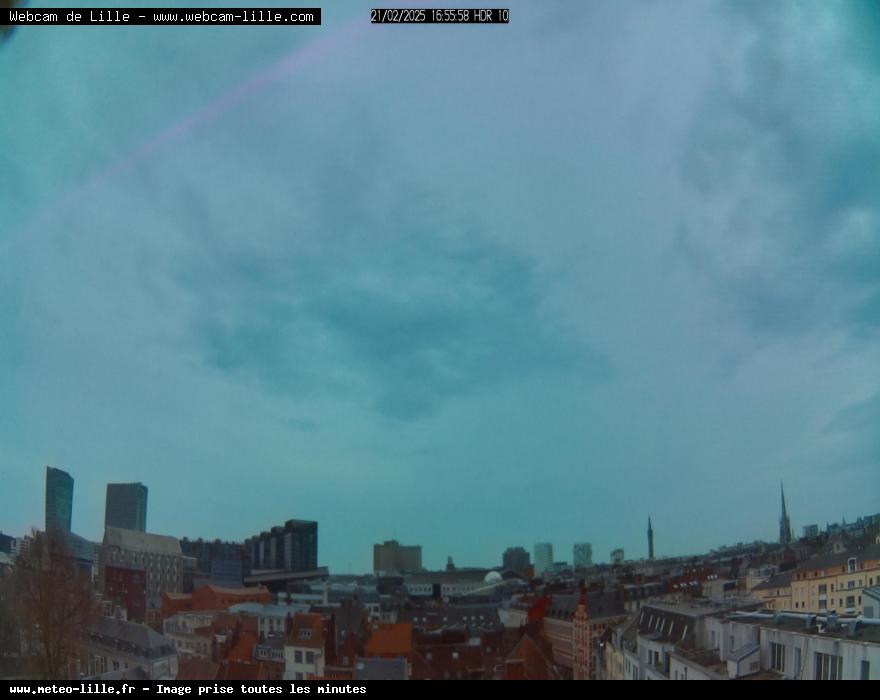 Webcam de Lille - www.webcam-lille.com
21/02/2025 16:55:58 HDR 10
www.meteo-lille.fr - Image prise toutes les minutes